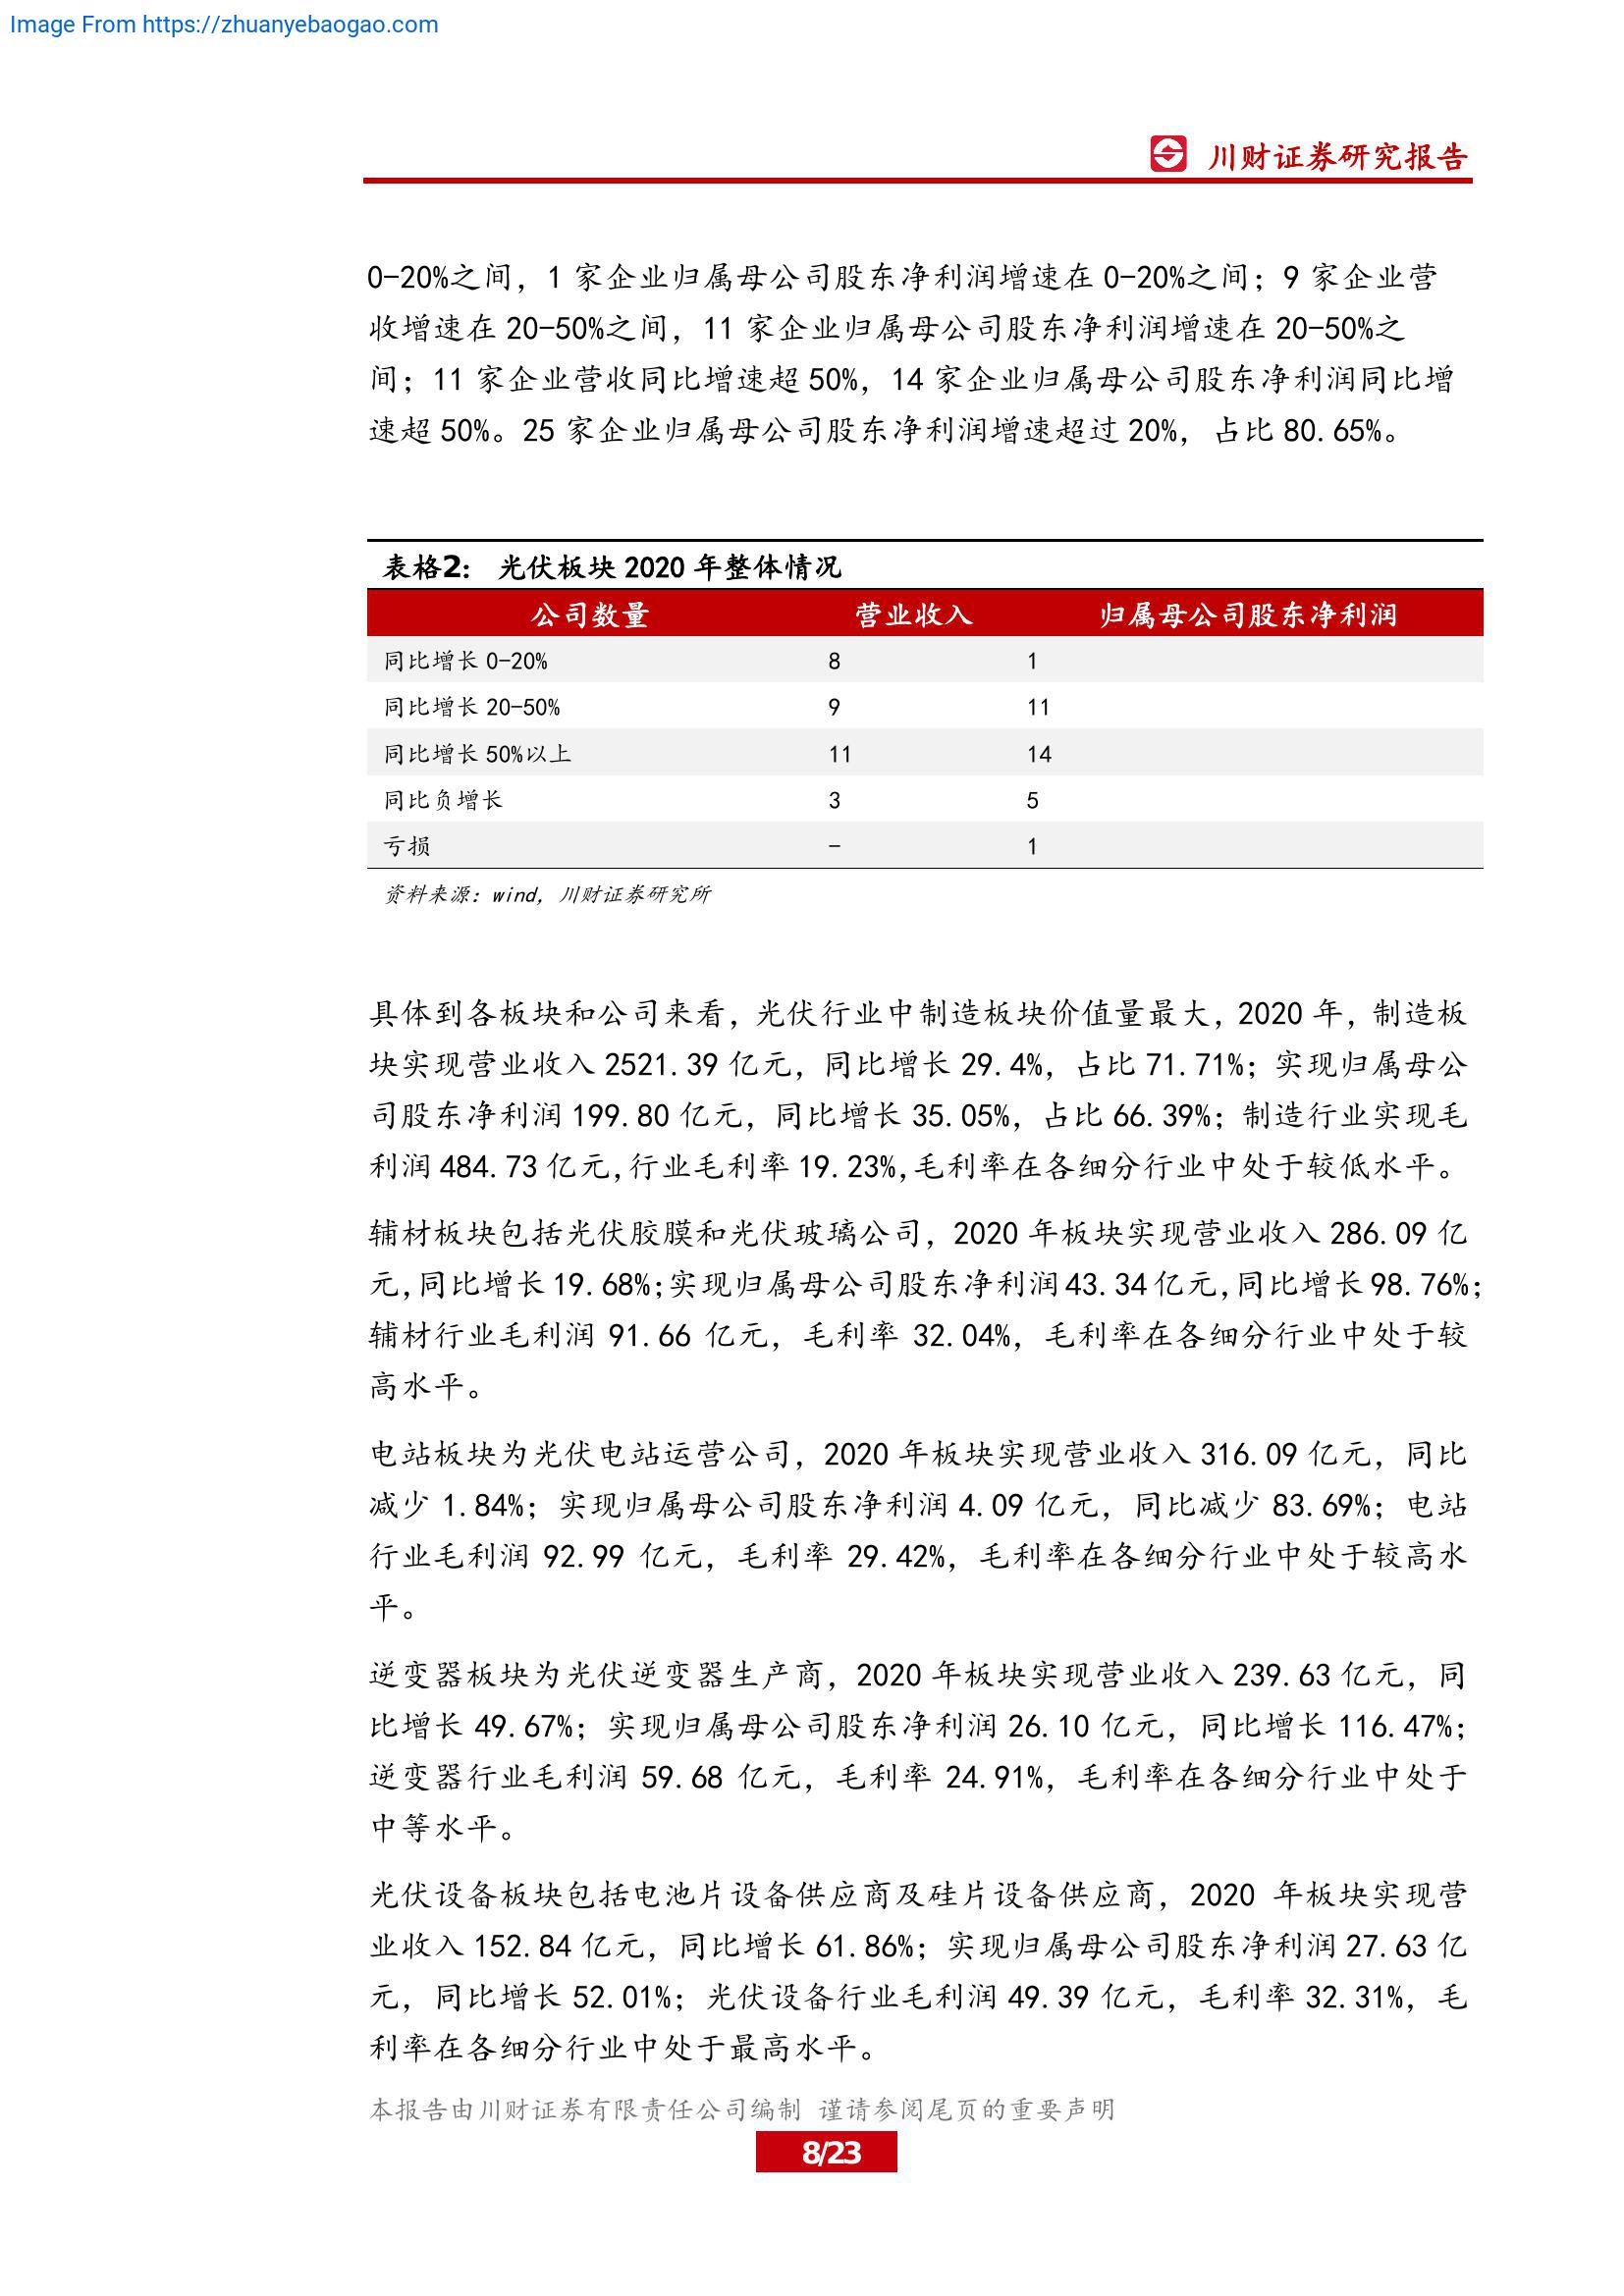 Image From https://zhuanyebaogao.com
川财证券研究报告
0-20%之间，1 家企业归属母公司股东净利润增速在 0-20%之间；9 家企业营
收增速在 20-50%之间，11 家企业归属母公司股东净利润增速在 20-50%之
间；11 家企业营收同比增速超 50%，14 家企业归属母公司股东净利润同比增
速超 50%。25 家企业归属母公司股东净利润增速超过 20%，占比 80.65%。
表格2： 光伏板块 2020 年整体情况
公司数量 营业收入 归属母公司股东净利润
同比增长 0-20% 8 1
同比增长 20-50% 9 11
同比增长 50%以上 11 14
同比负增长 3 5
亏损 - 1
资料来源：wind，川财证券研究所
具体到各板块和公司来看，光伏行业中制造板块价值量最大，2020 年，制造板
块实现营业收入 2521.39 亿元，同比增长 29.4%，占比 71.71%；实现归属母公
司股东净利润 199.80 亿元，同比增长 35.05%，占比 66.39%；制造行业实现毛
利润 484.73 亿元，行业毛利率 19.23%，毛利率在各细分行业中处于较低水平。
辅材板块包括光伏胶膜和光伏玻璃公司，2020 年板块实现营业收入 286.09 亿
元，同比增长 19.68%；实现归属母公司股东净利润 43.34 亿元，同比增长 98.76%；
辅材行业毛利润 91.66 亿元，毛利率 32.04%，毛利率在各细分行业中处于较
高水平。
电站板块为光伏电站运营公司，2020 年板块实现营业收入 316.09 亿元，同比
减少 1.84%；实现归属母公司股东净利润 4.09 亿元，同比减少 83.69%；电站
行业毛利润 92.99 亿元，毛利率 29.42%，毛利率在各细分行业中处于较高水
平。
逆变器板块为光伏逆变器生产商，2020 年板块实现营业收入 239.63 亿元，同
比增长 49.67%；实现归属母公司股东净利润 26.10 亿元，同比增长 116.47%；
逆变器行业毛利润 59.68 亿元，毛利率 24.91%，毛利率在各细分行业中处于
中等水平。
光伏设备板块包括电池片设备供应商及硅片设备供应商，2020 年板块实现营
业收入 152.84 亿元，同比增长 61.86%；实现归属母公司股东净利润 27.63 亿
元，同比增长 52.01%；光伏设备行业毛利润 49.39 亿元，毛利率 32.31%，毛
利率在各细分行业中处于最高水平。
本报告由川财证券有限责任公司编制 谨请参阅尾页的重要声明
8/23